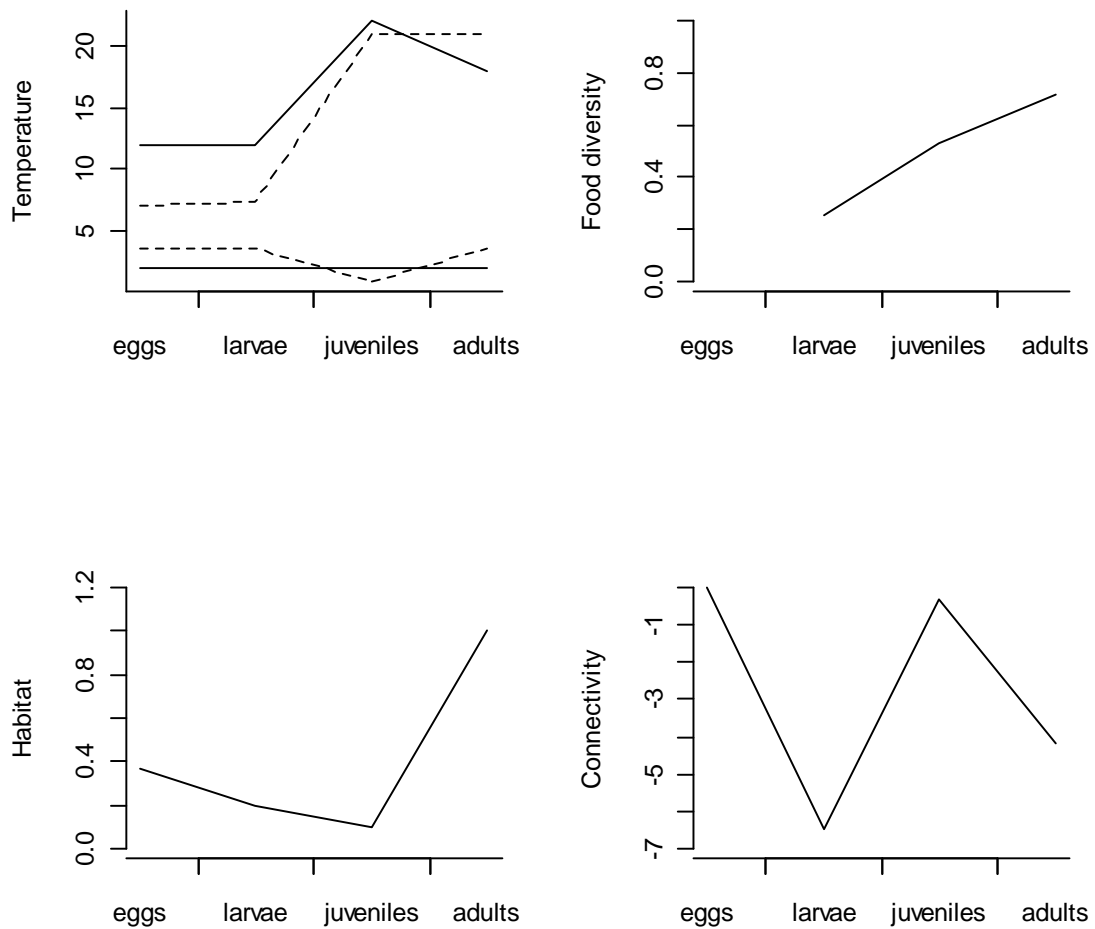 Temperature
20
15
10
5
eggs larvae juveniles adults
Food diversity
0.8
0.4
0.0
eggs larvae juveniles adults
Habitat
1.2
0.8
0.4
0.0
eggs larvae juveniles adults
Connectivity
-1
-3
-5
-7
eggs larvae juveniles adults